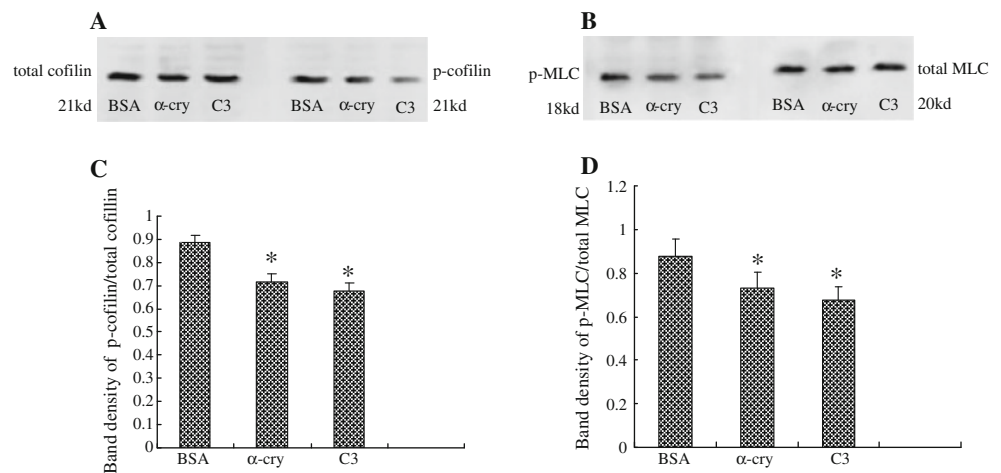 A
total cofilin
p-cofilin
21kd
BSA α-cry C3
BSA α-cry C3
21kd
B
p-MLC
total MLC
18kd
BSA α-cry C3
BSA α-cry C3
20kd
C
Band density of p-cofilin/total cofillin
1
0.9
0.8
0.7
0.6
0.5
0.4
0.3
0.2
0.1
0
*
*
BSA α-cry C3
D
Band density of p-MLC/total MLC
1.2
1
0.8
0.6
0.4
0.2
0
*
*
BSA α-cry C3